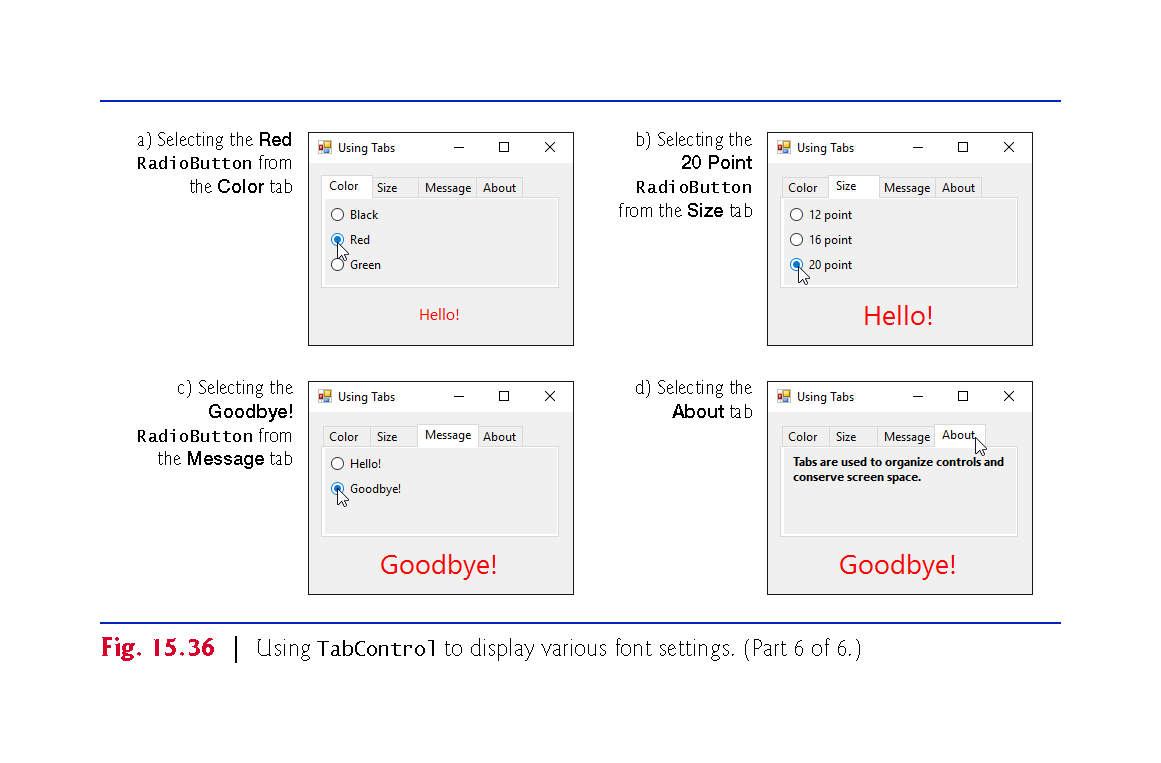 a) Selecting the Red
RadioButton from
the Color tab
Using Tabs
Color Size Message About
Black
Red
Green
Hello!
b) Selecting the
20 Point
RadioButton
from the Size tab
Using Tabs
Color Size Message About
12 point
16 point
20 point
Hello!
c) Selecting the
Goodbye!
RadioButton from
the Message tab
Using Tabs
Color Size Message About
Hello!
Goodbye!
Goodbye!
d) Selecting the
About tab
Using Tabs
Color Size Message About
Tabs are used to organize controls and
conserve screen space.
Goodbye!
Fig. 15.36 | Using TabControl to display various font settings. (Part 6 of 6.)